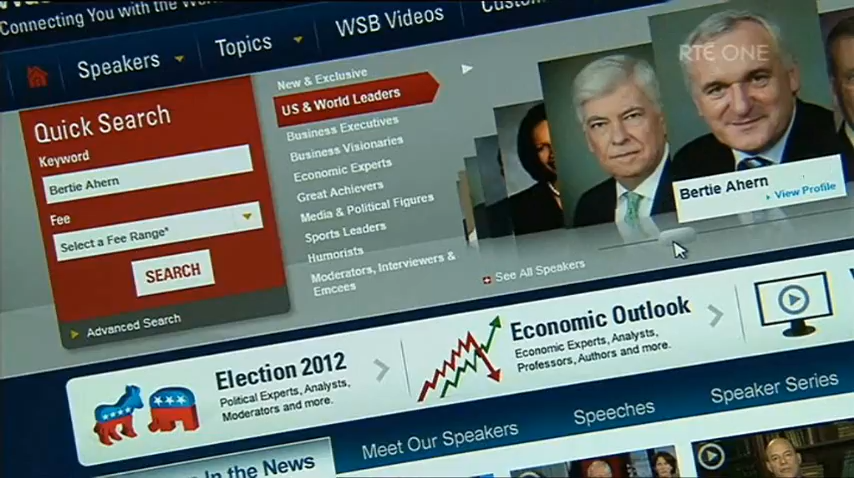 Connecting You with the
Speakers
Topics
WSB Videos
RTÉ ONE
Quick Search
Keyword
Bertie Ahern
Fee
Select a Fee Range*
SEARCH
Advanced Search
New & Exclusive
US & World Leaders
Business Executives
Business Visionaries
Economic Experts
Great Achievers
Media & Political Figures
Sports Leaders
Humorists
Moderators, Interviewers &
Emcees
See All Speakers
Bertie Ahern
View Profile
Election 2012
Political Experts, Analysts,
Moderators and more.
Economic Outlook
Economic Experts, Analysts,
Professors, Authors and more.
In the News
Meet Our Speakers
Speeches
Speaker Series